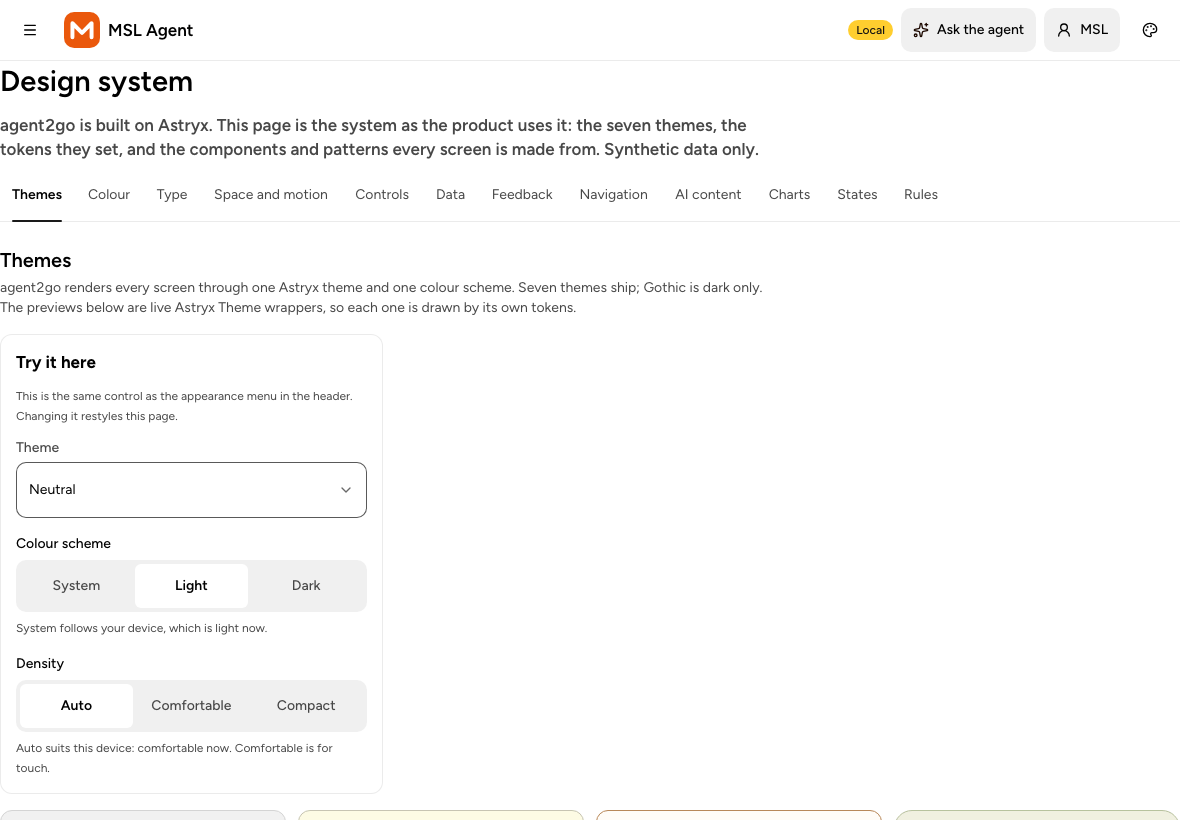 MSL Agent
Local
Ask the agent
MSL
Design system
agent2go is built on Astryx. This page is the system as the product uses it: the seven themes, the
tokens they set, and the components and patterns every screen is made from. Synthetic data only.
Themes
Colour
Type
Space and motion
Controls
Data
Feedback
Navigation
AI content
Charts
States
Rules
Themes
agent2go renders every screen through one Astryx theme and one colour scheme. Seven themes ship; Gothic is dark only.
The previews below are live Astryx Theme wrappers, so each one is drawn by its own tokens.
Try it here
This is the same control as the appearance menu in the header.
Changing it restyles this page.
Theme
Neutral
Colour scheme
System
Light
Dark
System follows your device, which is light now.
Density
Auto
Comfortable
Compact
Auto suits this device: comfortable now. Comfortable is for
touch.